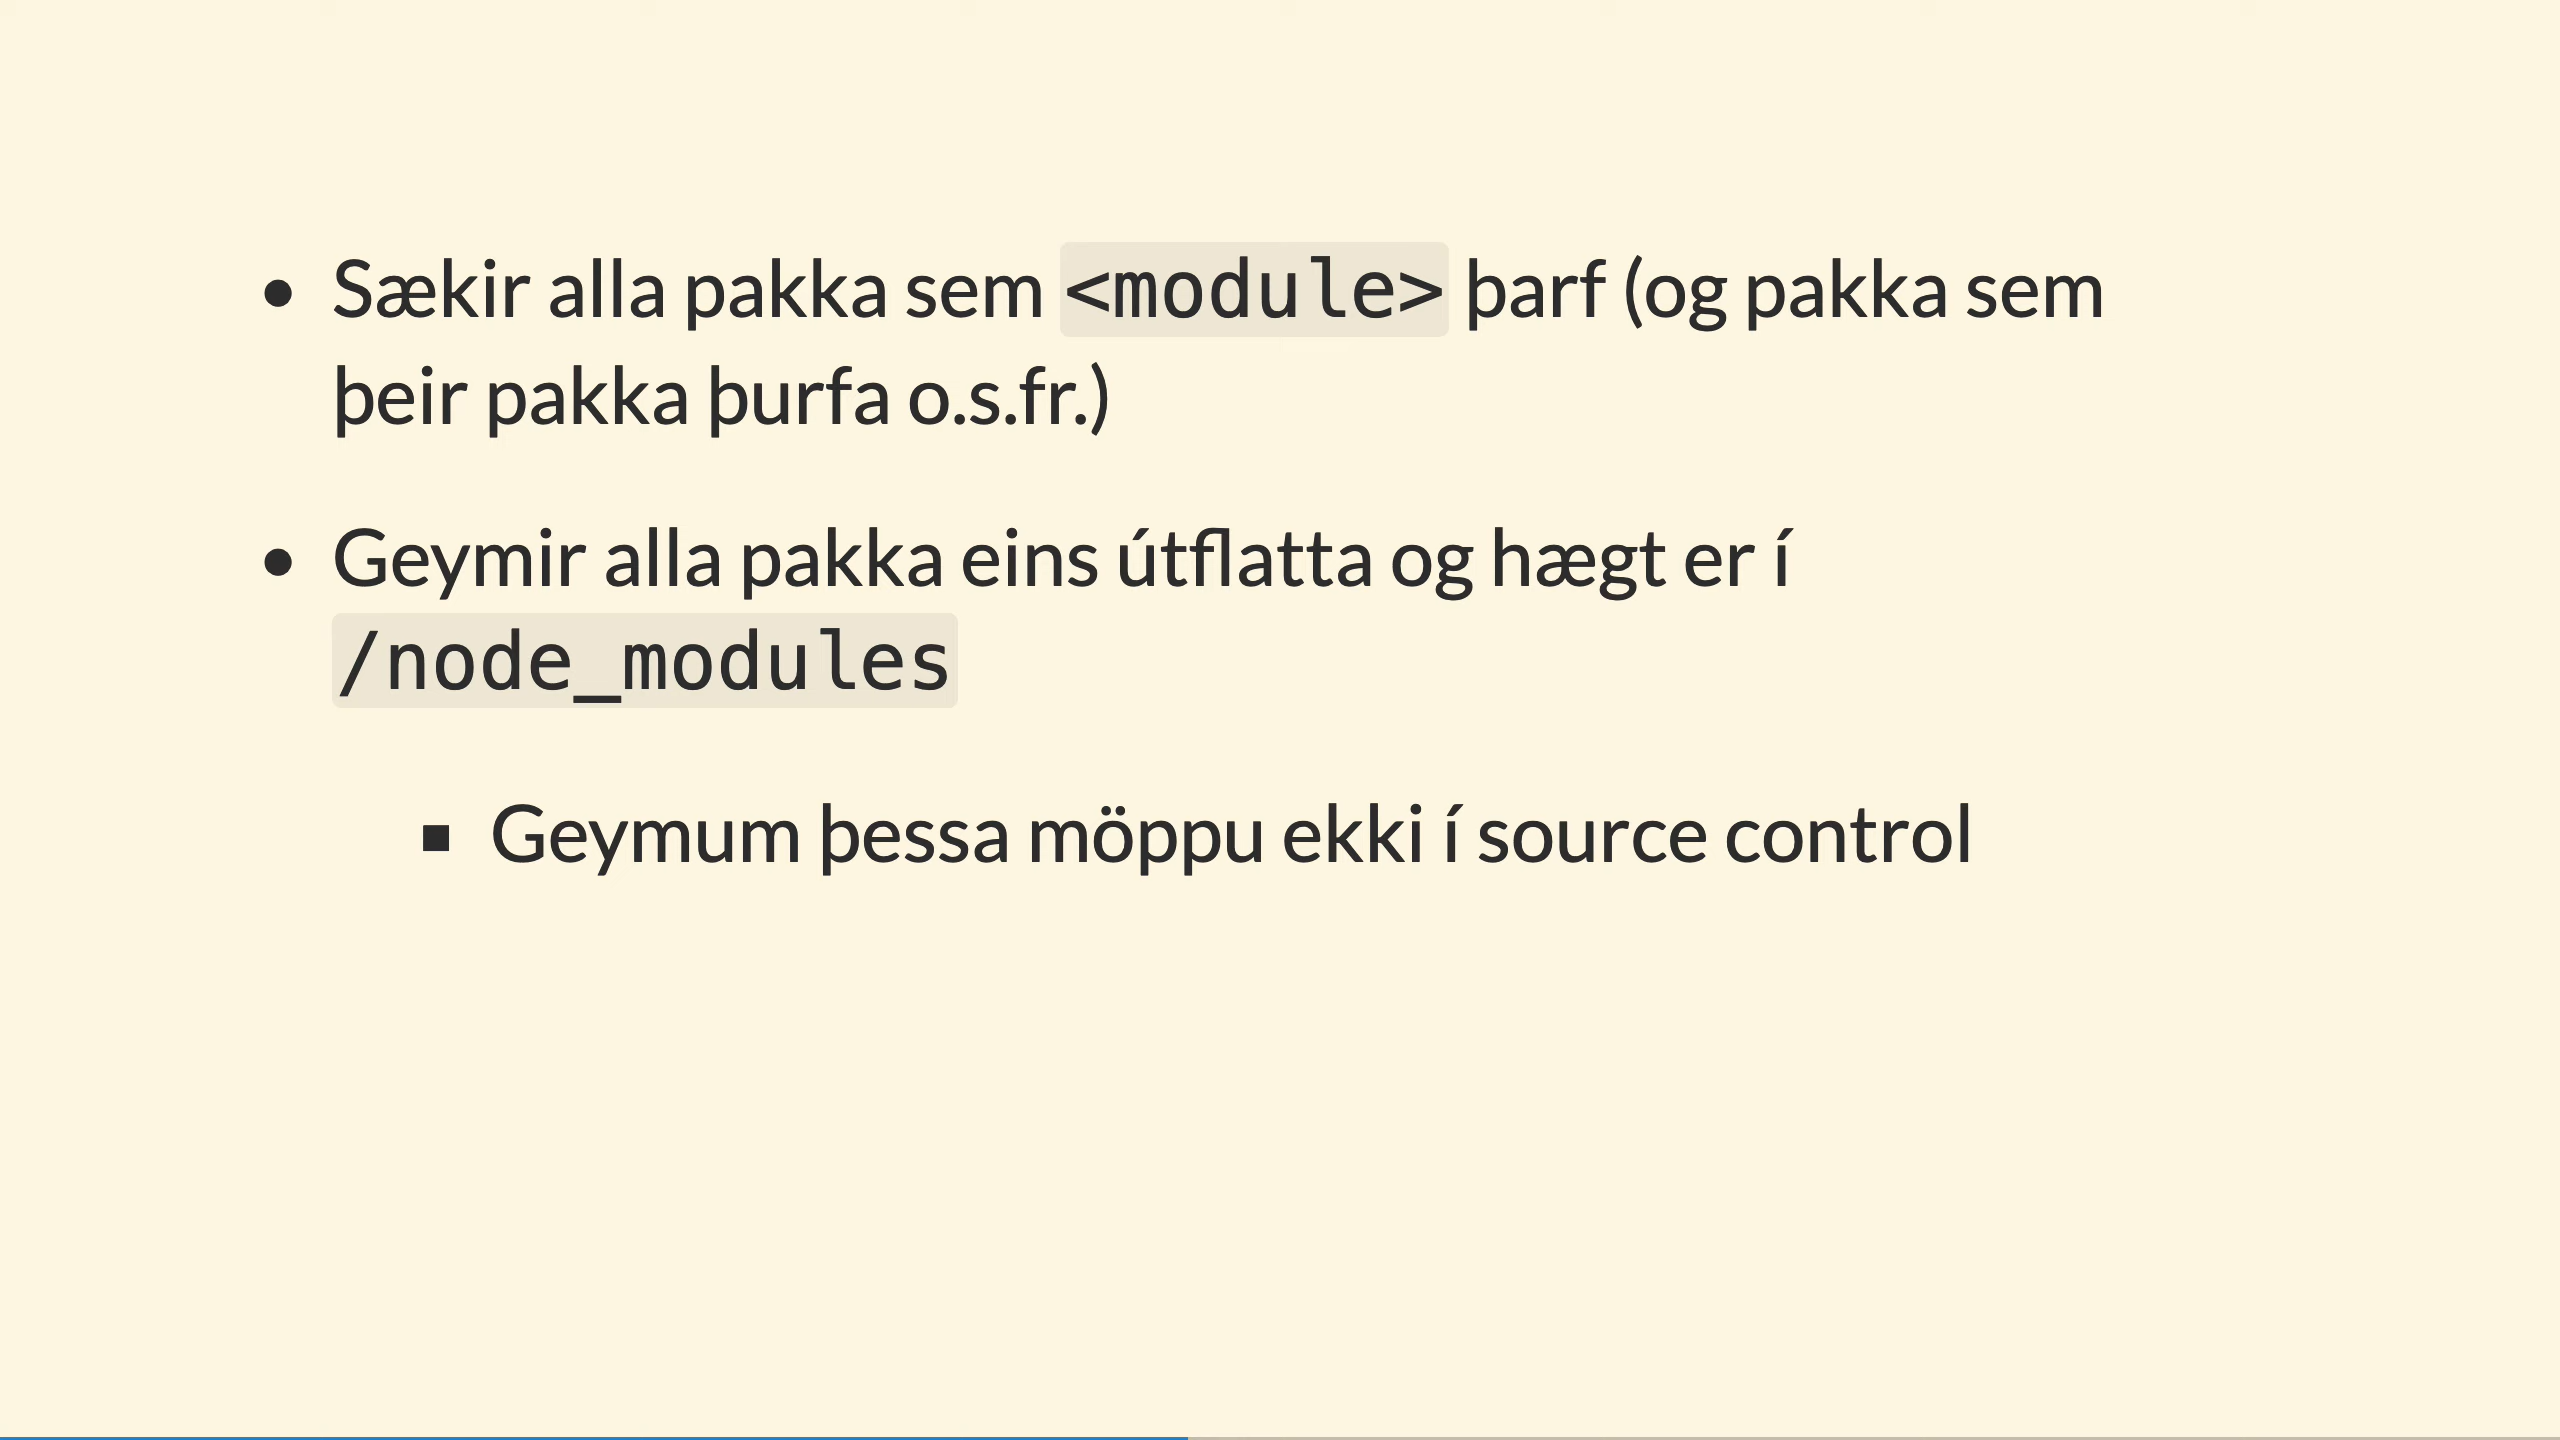 Sækir alla pakka sem <module> þarf (og pakka sem
þeir pakka þurfa o.s.fr.)
Geymir alla pakka eins útflatta og hægt er í
/node_modules
Geymum þessa möppu ekki í source control